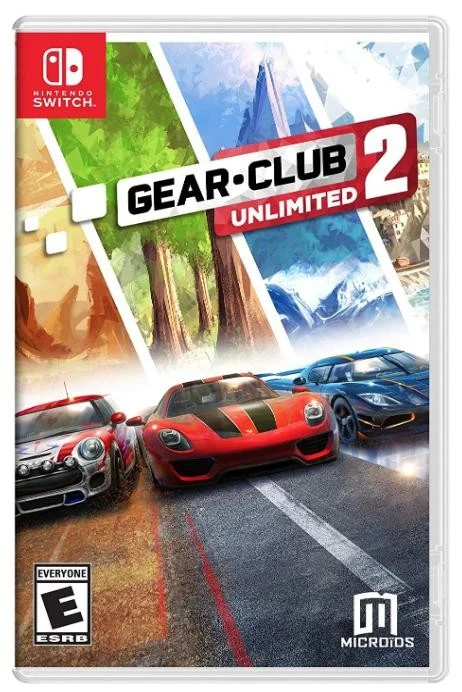 NINTENDO
SWITCH
GEAR•CLUB
UNLIMITED 2
EVERYONE
E
ESRB
MICROIDS